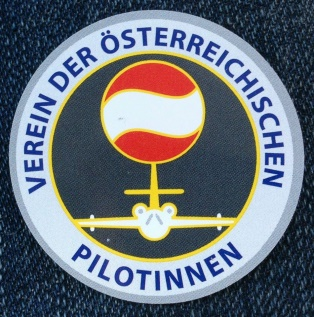 VEREIN DER ÖSTERREICHISCHEN
PILOTINNEN